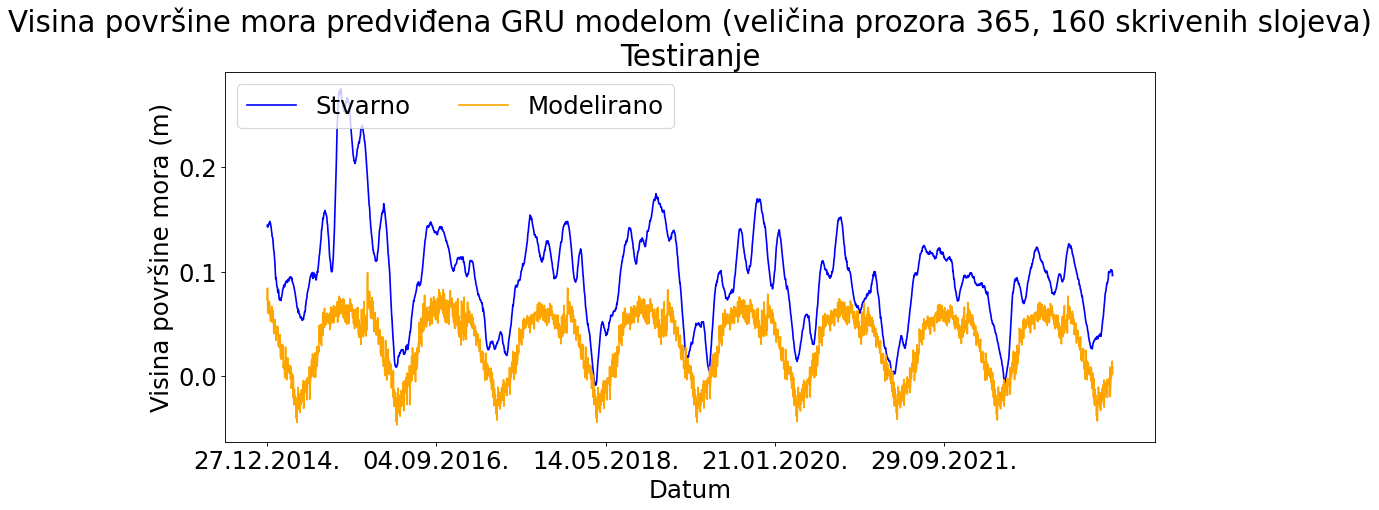 Visina površine mora predviđena GRU modelom (veličina prozora 365, 160 skrivenih slojeva)
Testiranje
Stvarno
Modelirano
Visina površine mora (m)
0.2
0.1
0.0
27.12.2014.
04.09.2016.
14.05.2018.
21.01.2020.
29.09.2021.
Datum